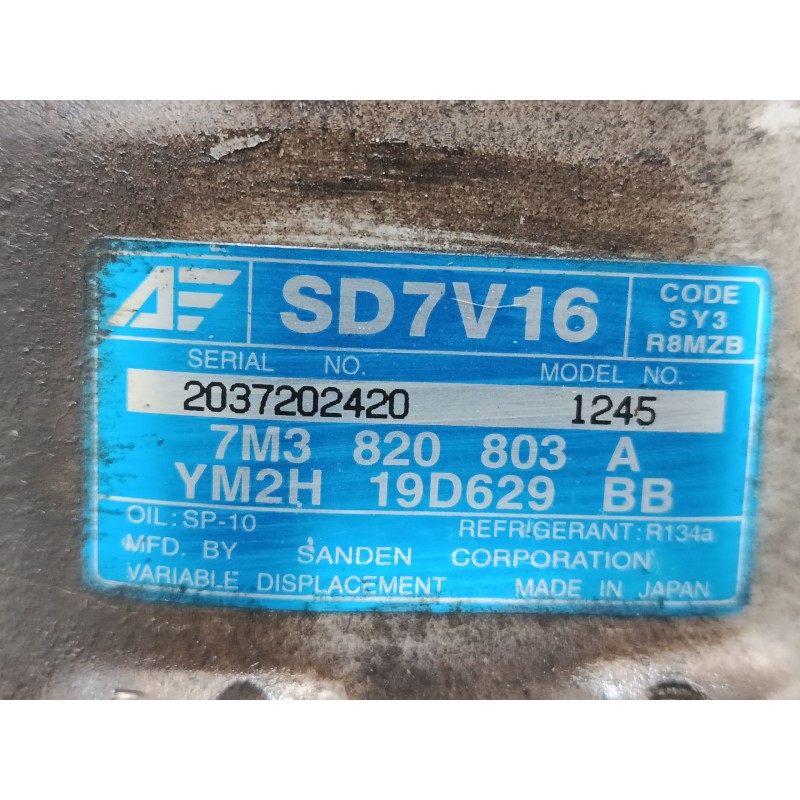 AF
SD7V16
CODE
SY3
R8MZB
SERIAL NO.
MODEL NO.
2037202420
1245
7M3 820 803 A
YM2H 19D629 BB
OIL: SP-10
REFRIGERANT: R134a
MFD. BY SANDEN CORPORATION
VARIABLE DISPLACEMENT MADE IN JAPAN